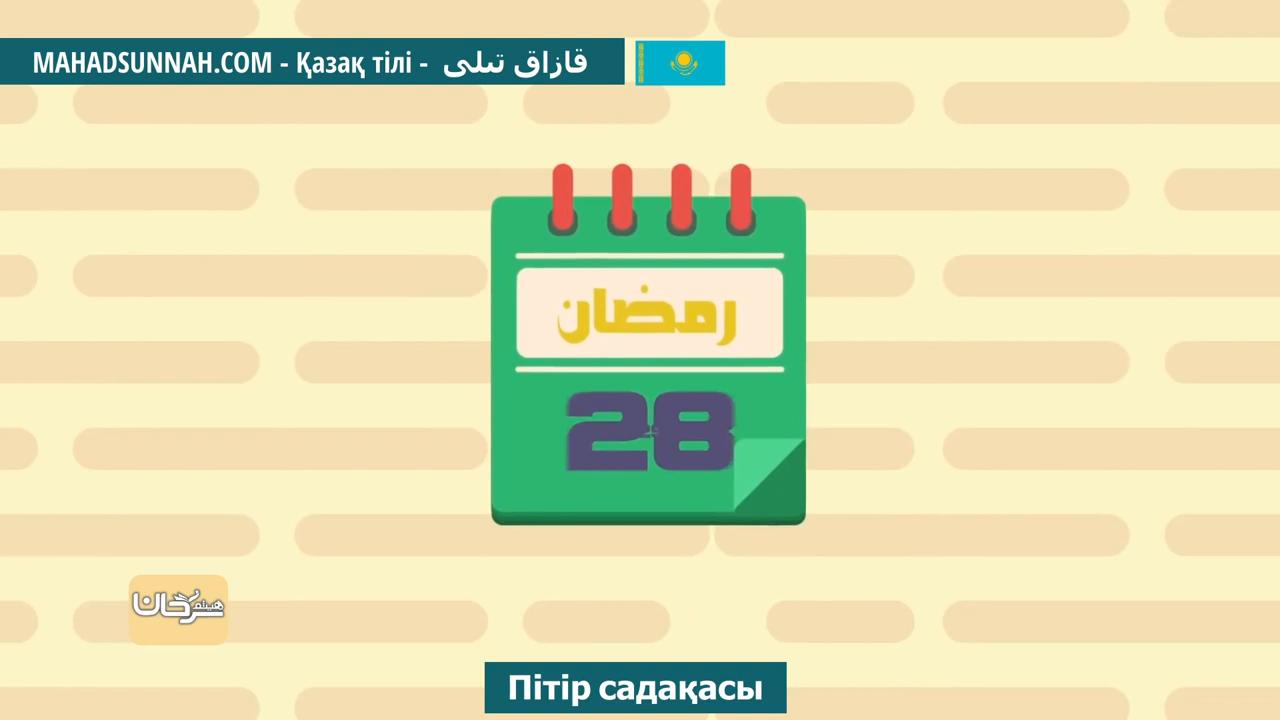 MAHADSUNNAH.COM - Қазақ тілі - قازاق تىلى
رمضان
28
Пітір садақасы